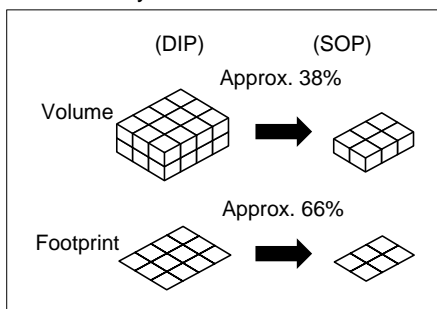 (DIP) (SOP)
Approx. 38%
Volume
Approx. 66%
Footprint